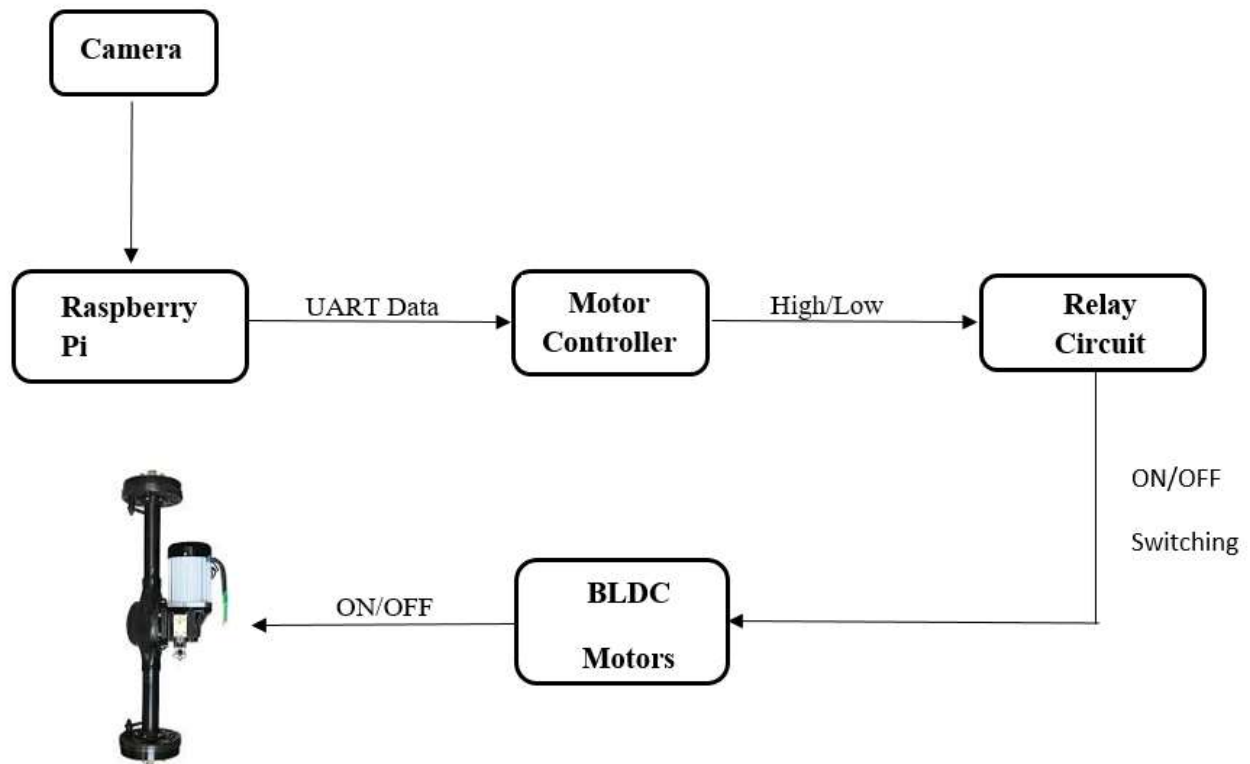 Camera
Raspberry
Pi
UART Data
Motor
Controller
High/Low
Relay
Circuit
ON/OFF
Switching
BLDC
Motors
ON/OFF